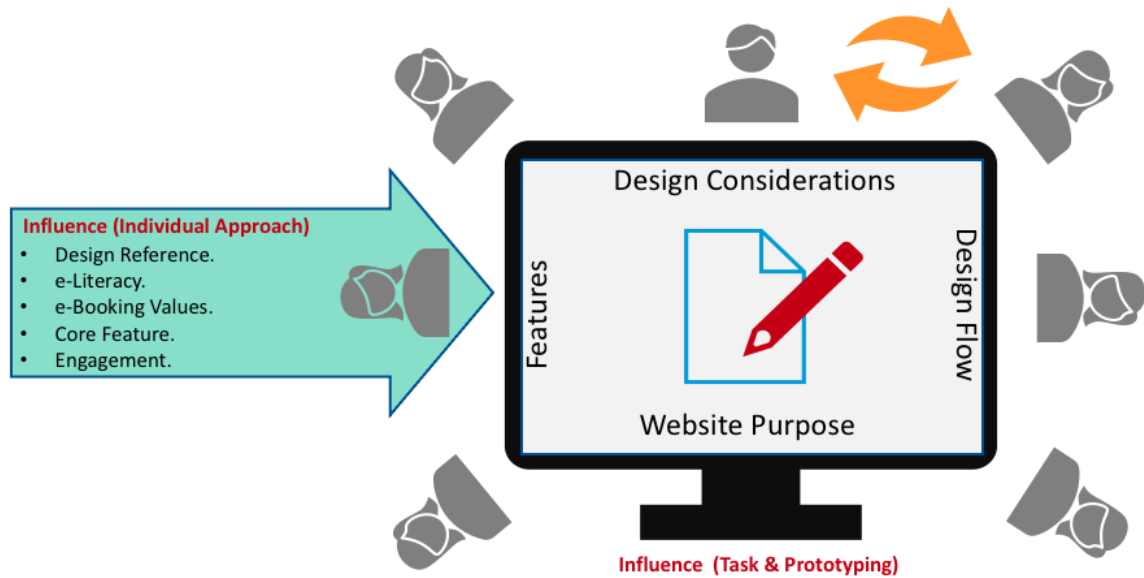 Influence (Individual Approach)
• Design Reference.
• e-Literacy.
• e-Booking Values.
• Core Feature.
• Engagement.
Design Considerations
Features
Design Flow
Website Purpose
Influence (Task & Prototyping)